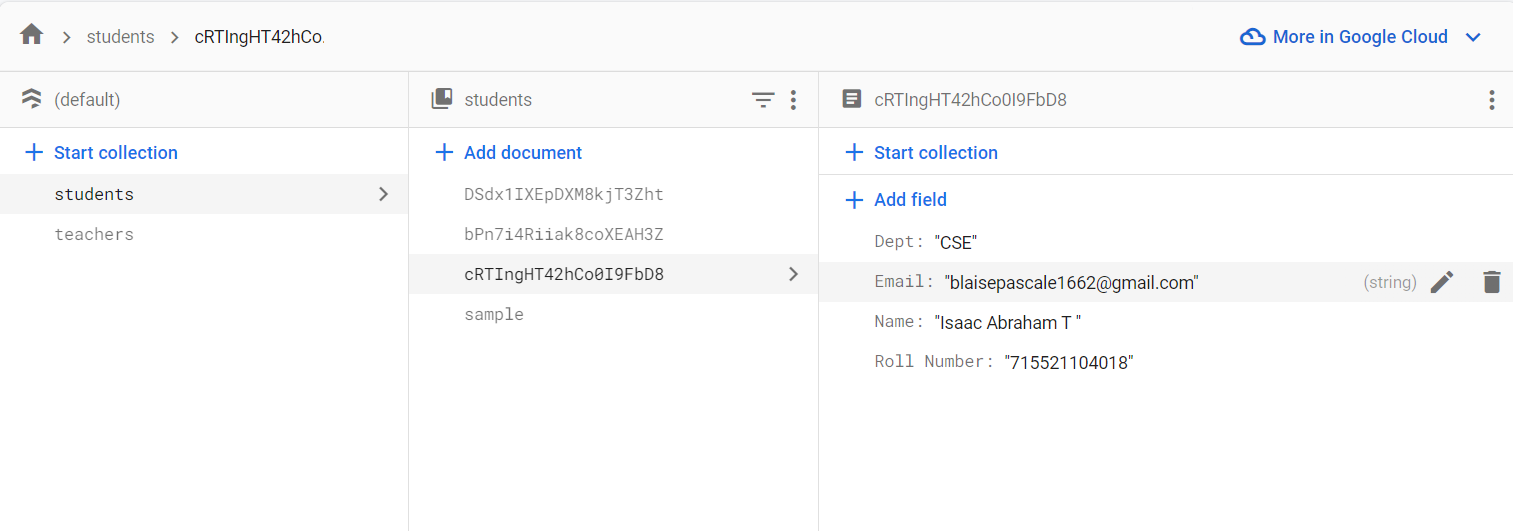 students cRTIngHT42hCo. More in Google Cloud
(default)
Start collection
students
teachers
students
Add document
DSdx1IXEpDXM8kjT3Zht
bPn7i4Riiak8coXEAH3Z
cRTIngHT42hCo0I9FbD8
sample
cRTIngHT42hCo0I9FbD8
Start collection
Add field
Dept: "CSE"
Email: "blaisepascale1662@gmail.com" (string)
Name: "Isaac Abraham T "
Roll Number: "715521104018"